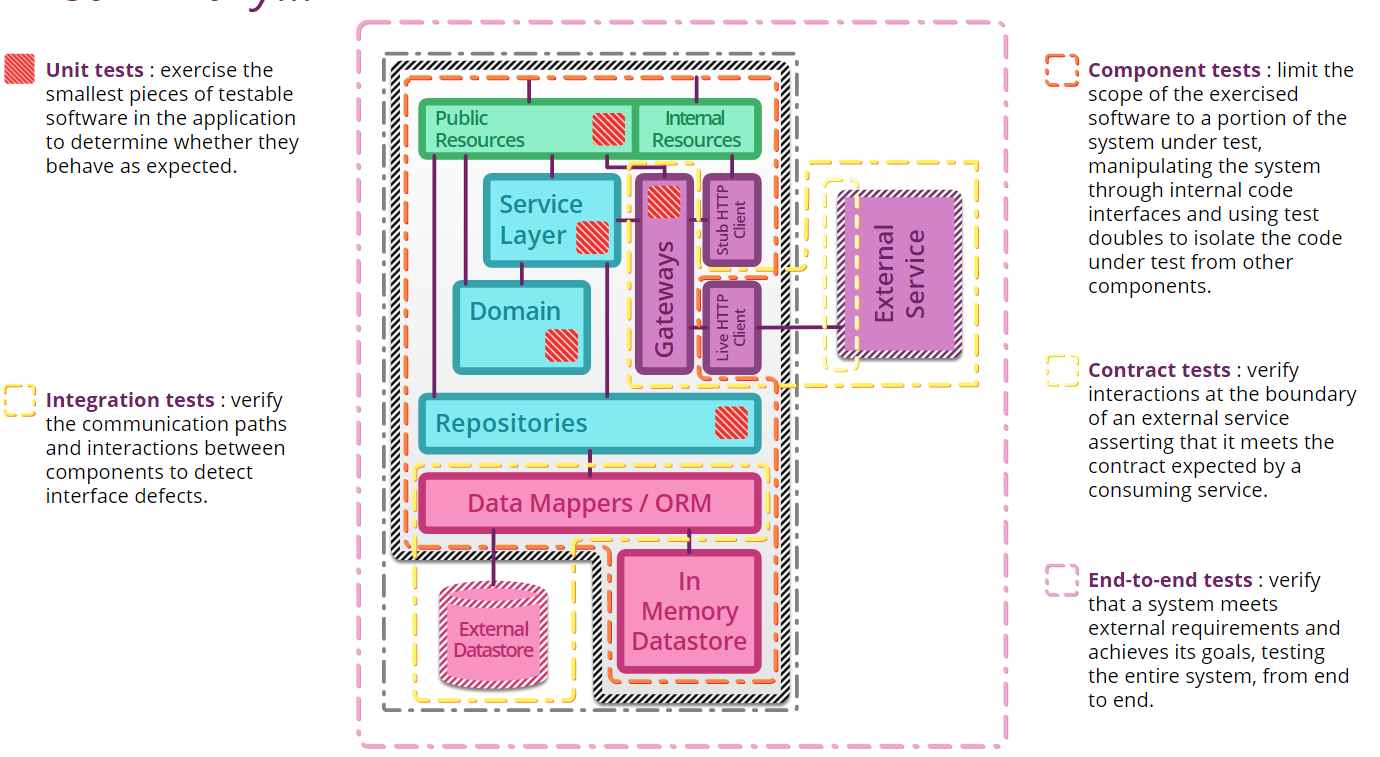 Unit tests : exercise the
smallest pieces of testable
software in the application
to determine whether they
behave as expected.
Integration tests : verify
the communication paths
and interactions between
components to detect
interface defects.
Public
Resources
Internal
Resources
Service
Layer
Gateways
Stub HTTP
Client
Domain
Live HTTP
Client
External
Service
Repositories
Data Mappers / ORM
External
Datastore
In
Memory
Datastore
Component tests : limit the
scope of the exercised
software to a portion of the
system under test,
manipulating the system
through internal code
interfaces and using test
doubles to isolate the code
under test from other
components.
Contract tests : verify
interactions at the boundary
of an external service
asserting that it meets the
contract expected by a
consuming service.
End-to-end tests : verify
that a system meets
external requirements and
achieves its goals, testing
the entire system, from end
to end.